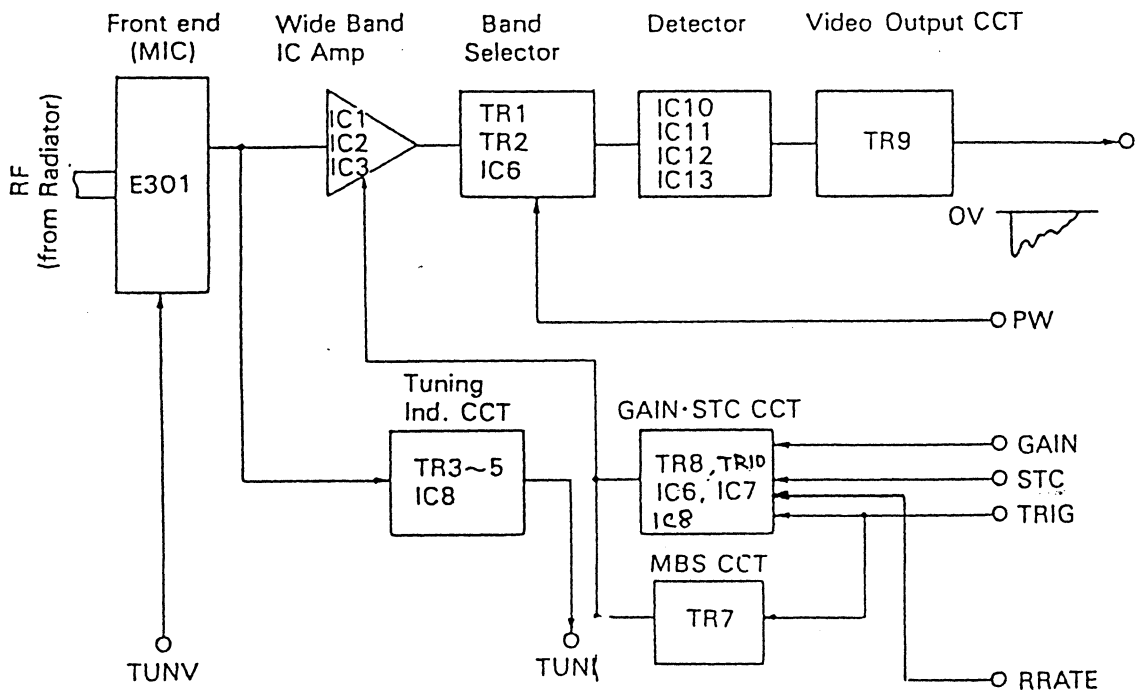 Front end
(MIC)
Wide Band
IC Amp
Band
Selector
Detector
Video Output CCT
RF
(from Radiator)
E301
IC1
IC2
IC3
TR1
TR2
IC6
IC10
IC11
IC12
IC13
TR9
OV
PW
Tuning
Ind. CCT
TR3~5
IC8
GAIN·STC CCT
TR8, TR10
IC6, IC7
IC8
GAIN
STC
TRIG
MBS CCT
TR7
TUNV
TUNI
RRATE